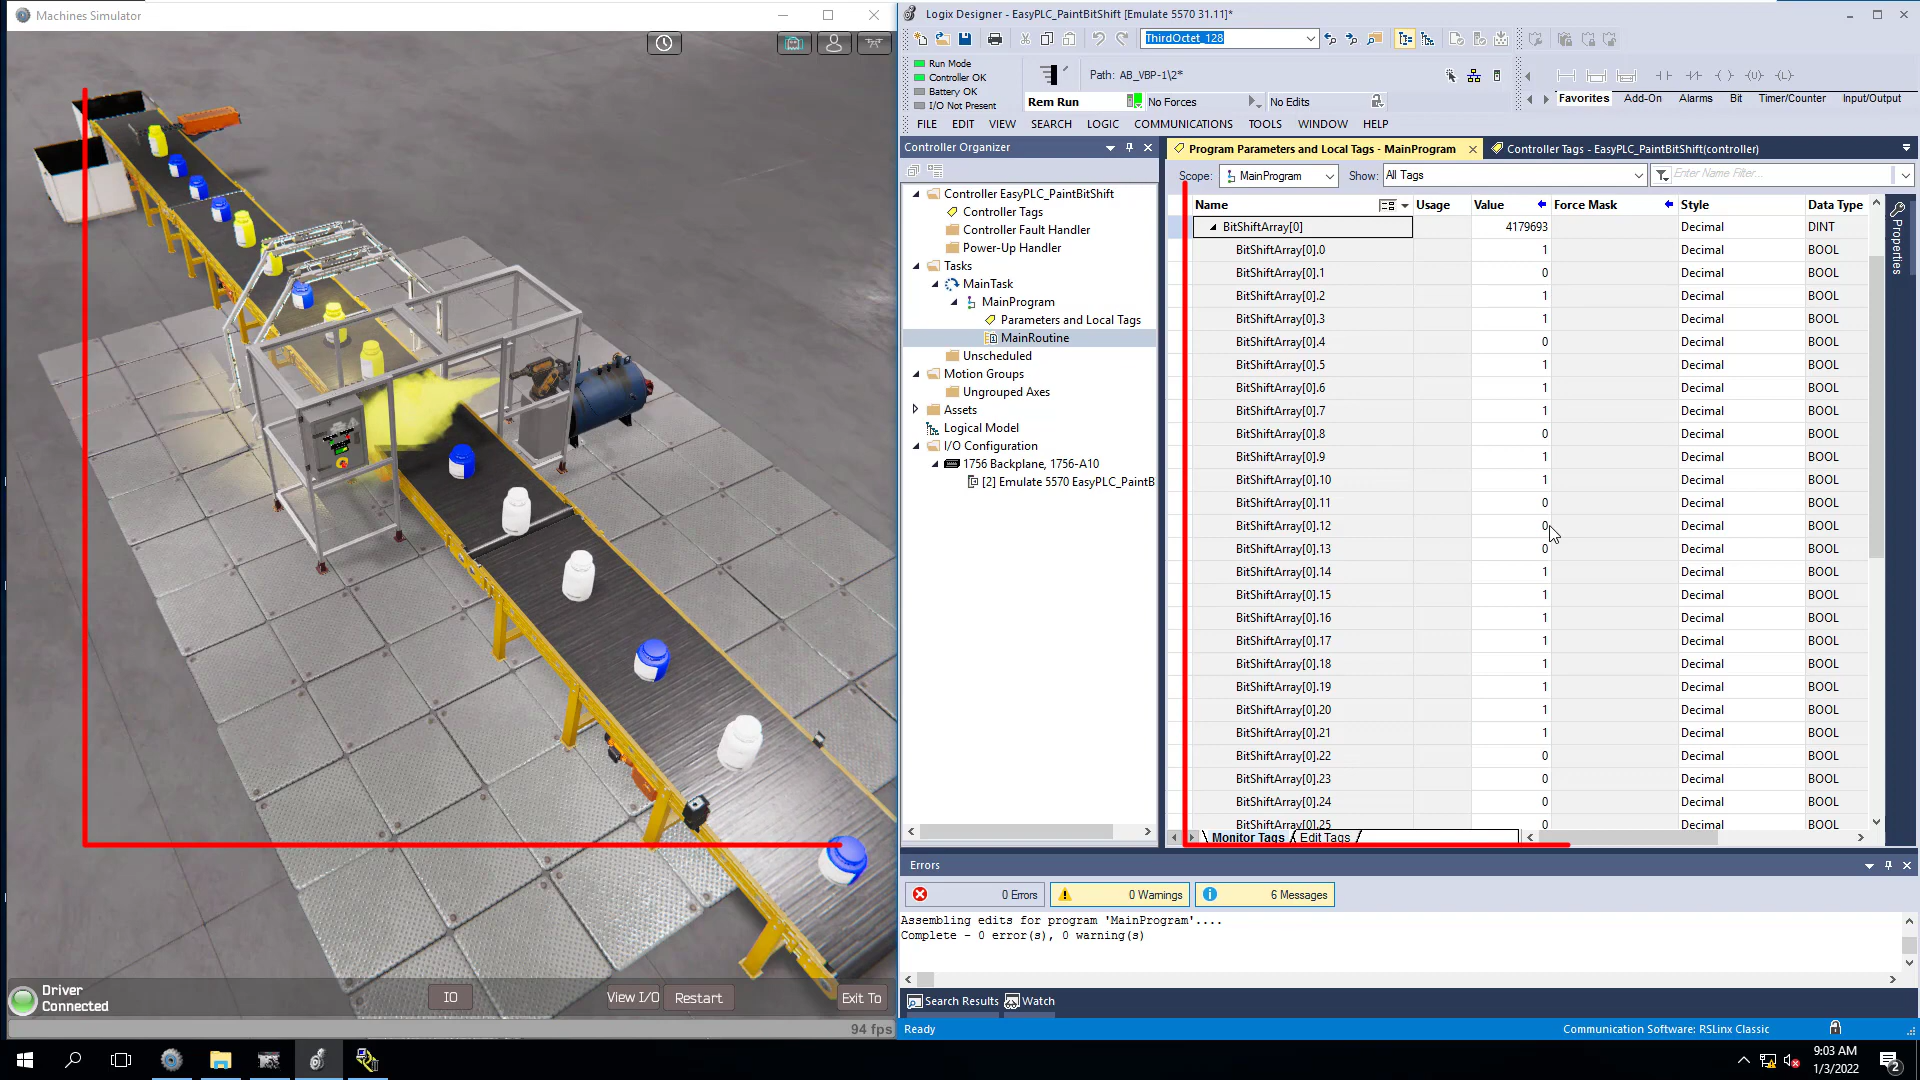 Machines Simulator
Driver
Connected
IO
View I/O
Restart
Exit To
94 fps
Logix Designer - EasyPLC_PaintBitShift [Emulate 5570 31.11]*
ThirdOctet_128
Run Mode
Controller OK
Battery OK
I/O Not Present
Path: AB_VBP-1\2*
Rem Run
No Forces
No Edits
Favorites
Add-On
Alarms
Bit
Timer/Counter
Input/Output
FILE EDIT VIEW SEARCH LOGIC COMMUNICATIONS TOOLS WINDOW HELP
Controller Organizer
Controller EasyPLC_PaintBitShift
Controller Tags
Controller Fault Handler
Power-Up Handler
Tasks
MainTask
MainProgram
Parameters and Local Tags
MainRoutine
Unscheduled
Motion Groups
Ungrouped Axes
Assets
Logical Model
I/O Configuration
1756 Backplane, 1756-A10
[2] Emulate 5570 EasyPLC_PaintB
Program Parameters and Local Tags - MainProgram
Controller Tags - EasyPLC_PaintBitShift(controller)
Scope: MainProgram Show: All Tags Enter Name Filter...
Name Usage Value Force Mask Style Data Type
BitShiftArray[0] 4179693 Decimal DINT
BitShiftArray[0].0 1 Decimal BOOL
BitShiftArray[0].1 0 Decimal BOOL
BitShiftArray[0].2 1 Decimal BOOL
BitShiftArray[0].3 1 Decimal BOOL
BitShiftArray[0].4 0 Decimal BOOL
BitShiftArray[0].5 1 Decimal BOOL
BitShiftArray[0].6 1 Decimal BOOL
BitShiftArray[0].7 1 Decimal BOOL
BitShiftArray[0].8 0 Decimal BOOL
BitShiftArray[0].9 1 Decimal BOOL
BitShiftArray[0].10 1 Decimal BOOL
BitShiftArray[0].11 0 Decimal BOOL
BitShiftArray[0].12 0 Decimal BOOL
BitShiftArray[0].13 0 Decimal BOOL
BitShiftArray[0].14 1 Decimal BOOL
BitShiftArray[0].15 1 Decimal BOOL
BitShiftArray[0].16 1 Decimal BOOL
BitShiftArray[0].17 1 Decimal BOOL
BitShiftArray[0].18 1 Decimal BOOL
BitShiftArray[0].19 1 Decimal BOOL
BitShiftArray[0].20 1 Decimal BOOL
BitShiftArray[0].21 1 Decimal BOOL
BitShiftArray[0].22 0 Decimal BOOL
BitShiftArray[0].23 0 Decimal BOOL
BitShiftArray[0].24 0 Decimal BOOL
BitShiftArray[0].25 0 Decimal BOOL
Monitor Tags Edit Tags
Properties
Errors
0 Errors
0 Warnings
6 Messages
Assembling edits for program 'MainProgram'....
Complete - 0 error(s), 0 warning(s)
Search Results
Watch
Ready
Communication Software: RSLinx Classic
9:03 AM
1/3/2022
2